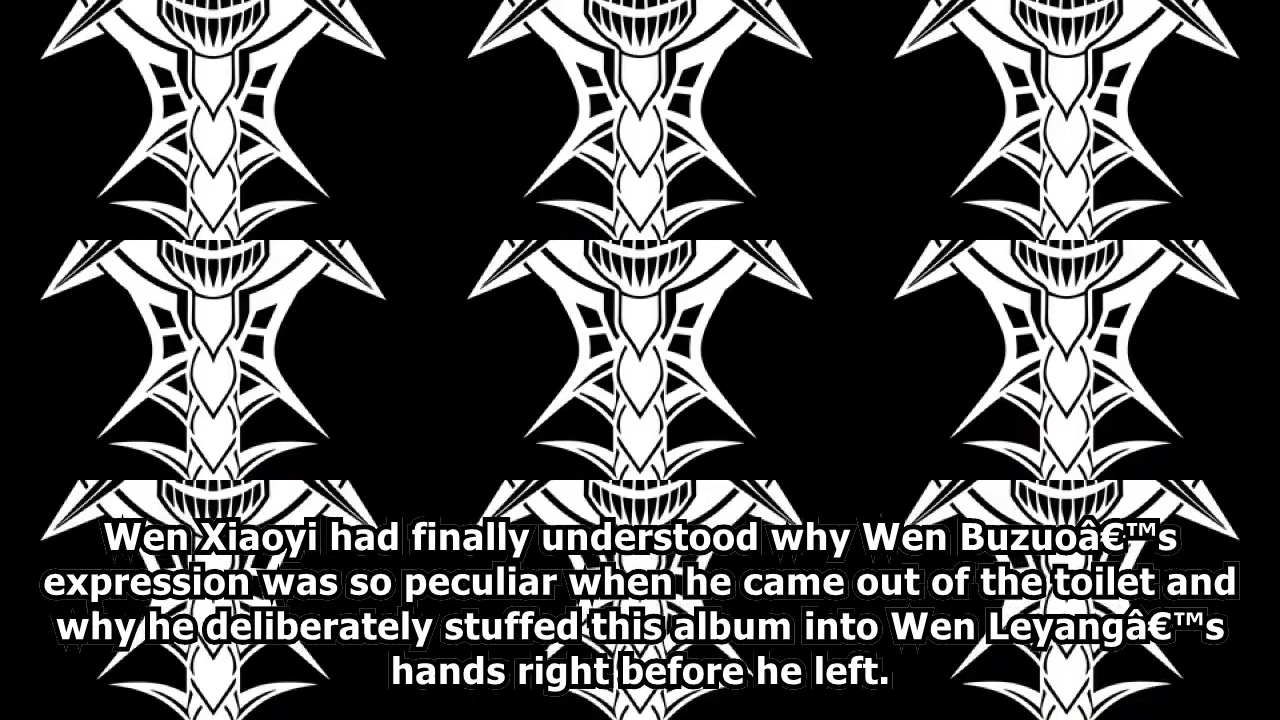 Wen Xiaoyi had finally understood why Wen Buzuoâ€™s
expression was so peculiar when he came out of the toilet and
why he deliberately stuffed this album into Wen Leyangâ€™s
hands right before he left.